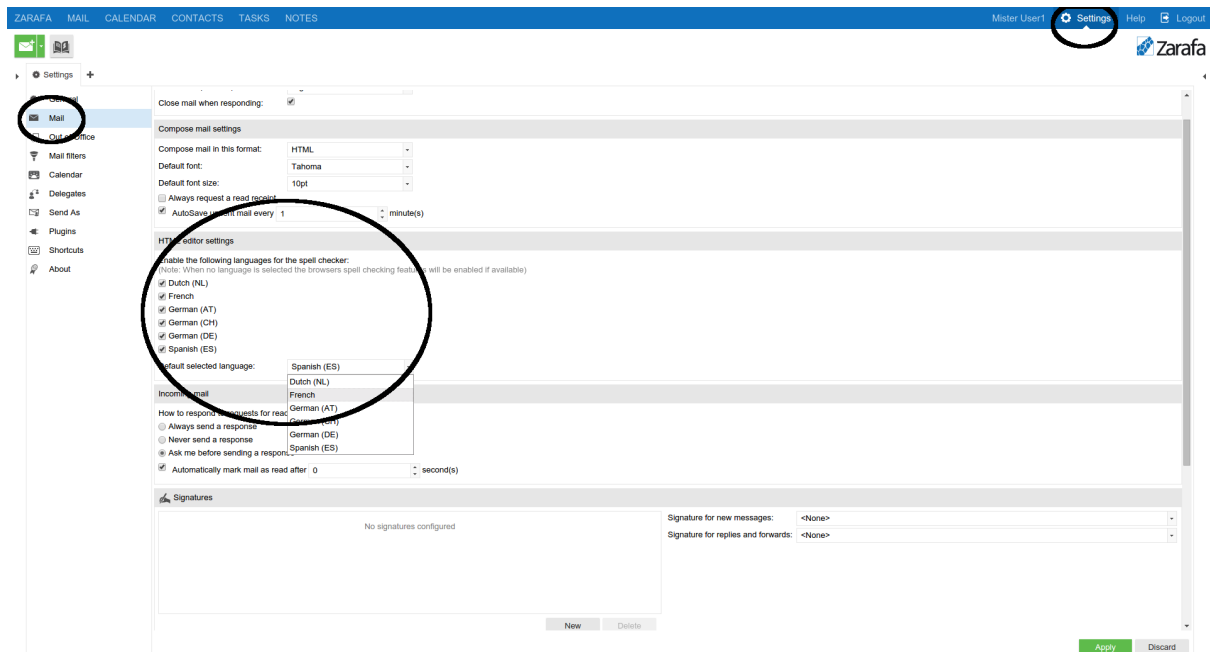 ZARAFA MAIL CALENDAR CONTACTS TASKS NOTES Mister User1 Settings Help Logout
Zarafa
Settings
General
Mail
Out of Office
Mail filters
Calendar
Delegates
Send As
Plugins
Shortcuts
About
Close mail when responding:
Compose mail settings
Compose mail in this format: HTML
Default font: Tahoma
Default font size: 10pt
Always request a read receipt
AutoSave unsent mail every 1 minute(s)
HTML editor settings
Enable the following languages for the spell checker:
(Note: When no language is selected the browsers spell checking features will be enabled if available)
Dutch (NL)
French
German (AT)
German (CH)
German (DE)
Spanish (ES)
Default selected language: Spanish (ES)
Dutch (NL)
French
German (AT)
German (CH)
German (DE)
Spanish (ES)
Incoming mail
How to respond to requests for read
Always send a response
Never send a response
Ask me before sending a response
Automatically mark mail as read after 0 second(s)
Signatures
No signatures configured
Signature for new messages: <None>
Signature for replies and forwards: <None>
New Delete
Apply Discard